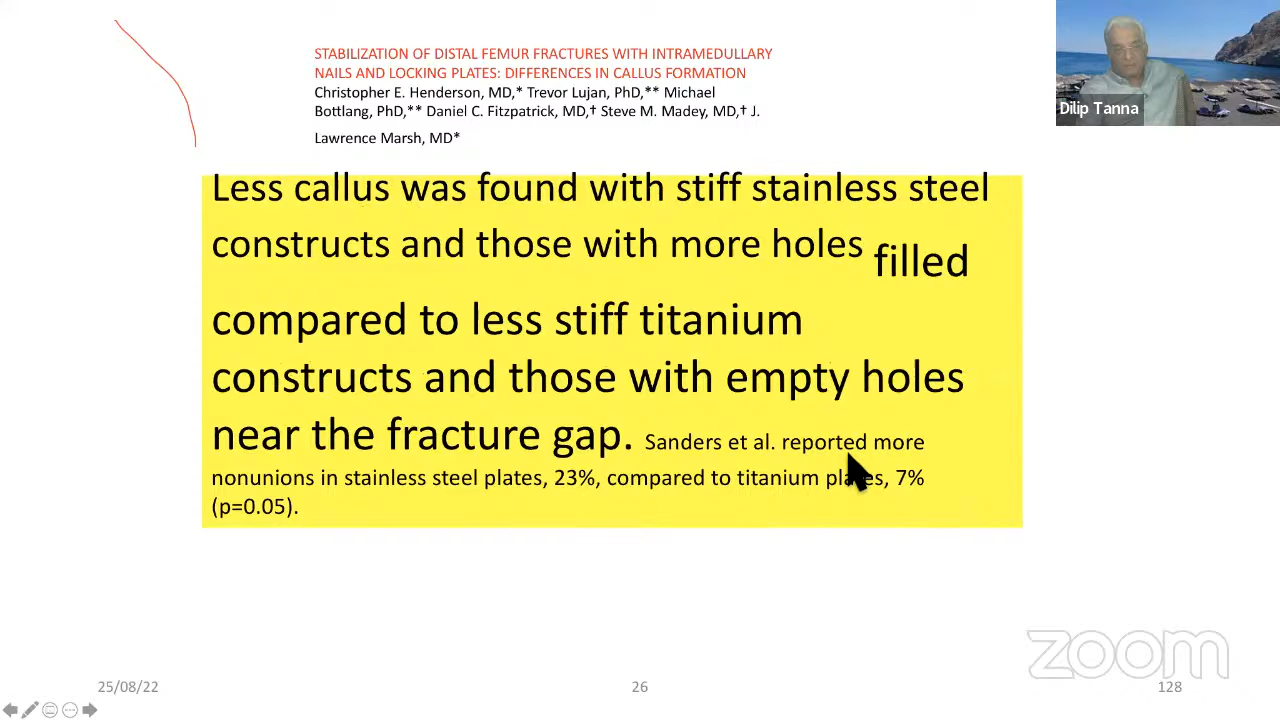 STABILIZATION OF DISTAL FEMUR FRACTURES WITH INTRAMEDULLARY
NAILS AND LOCKING PLATES: DIFFERENCES IN CALLUS FORMATION
Christopher E. Henderson, MD,* Trevor Lujan, PhD,** Michael
Bottlang, PhD,** Daniel C. Fitzpatrick, MD,† Steve M. Madey, MD,† J.
Lawrence Marsh, MD*
Dilip Tanna
Less callus was found with stiff stainless steel
constructs and those with more holes filled
compared to less stiff titanium
constructs and those with empty holes
near the fracture gap. Sanders et al. reported more
nonunions in stainless steel plates, 23%, compared to titanium plates, 7%
(p=0.05).
zoom
25/08/22
26
128